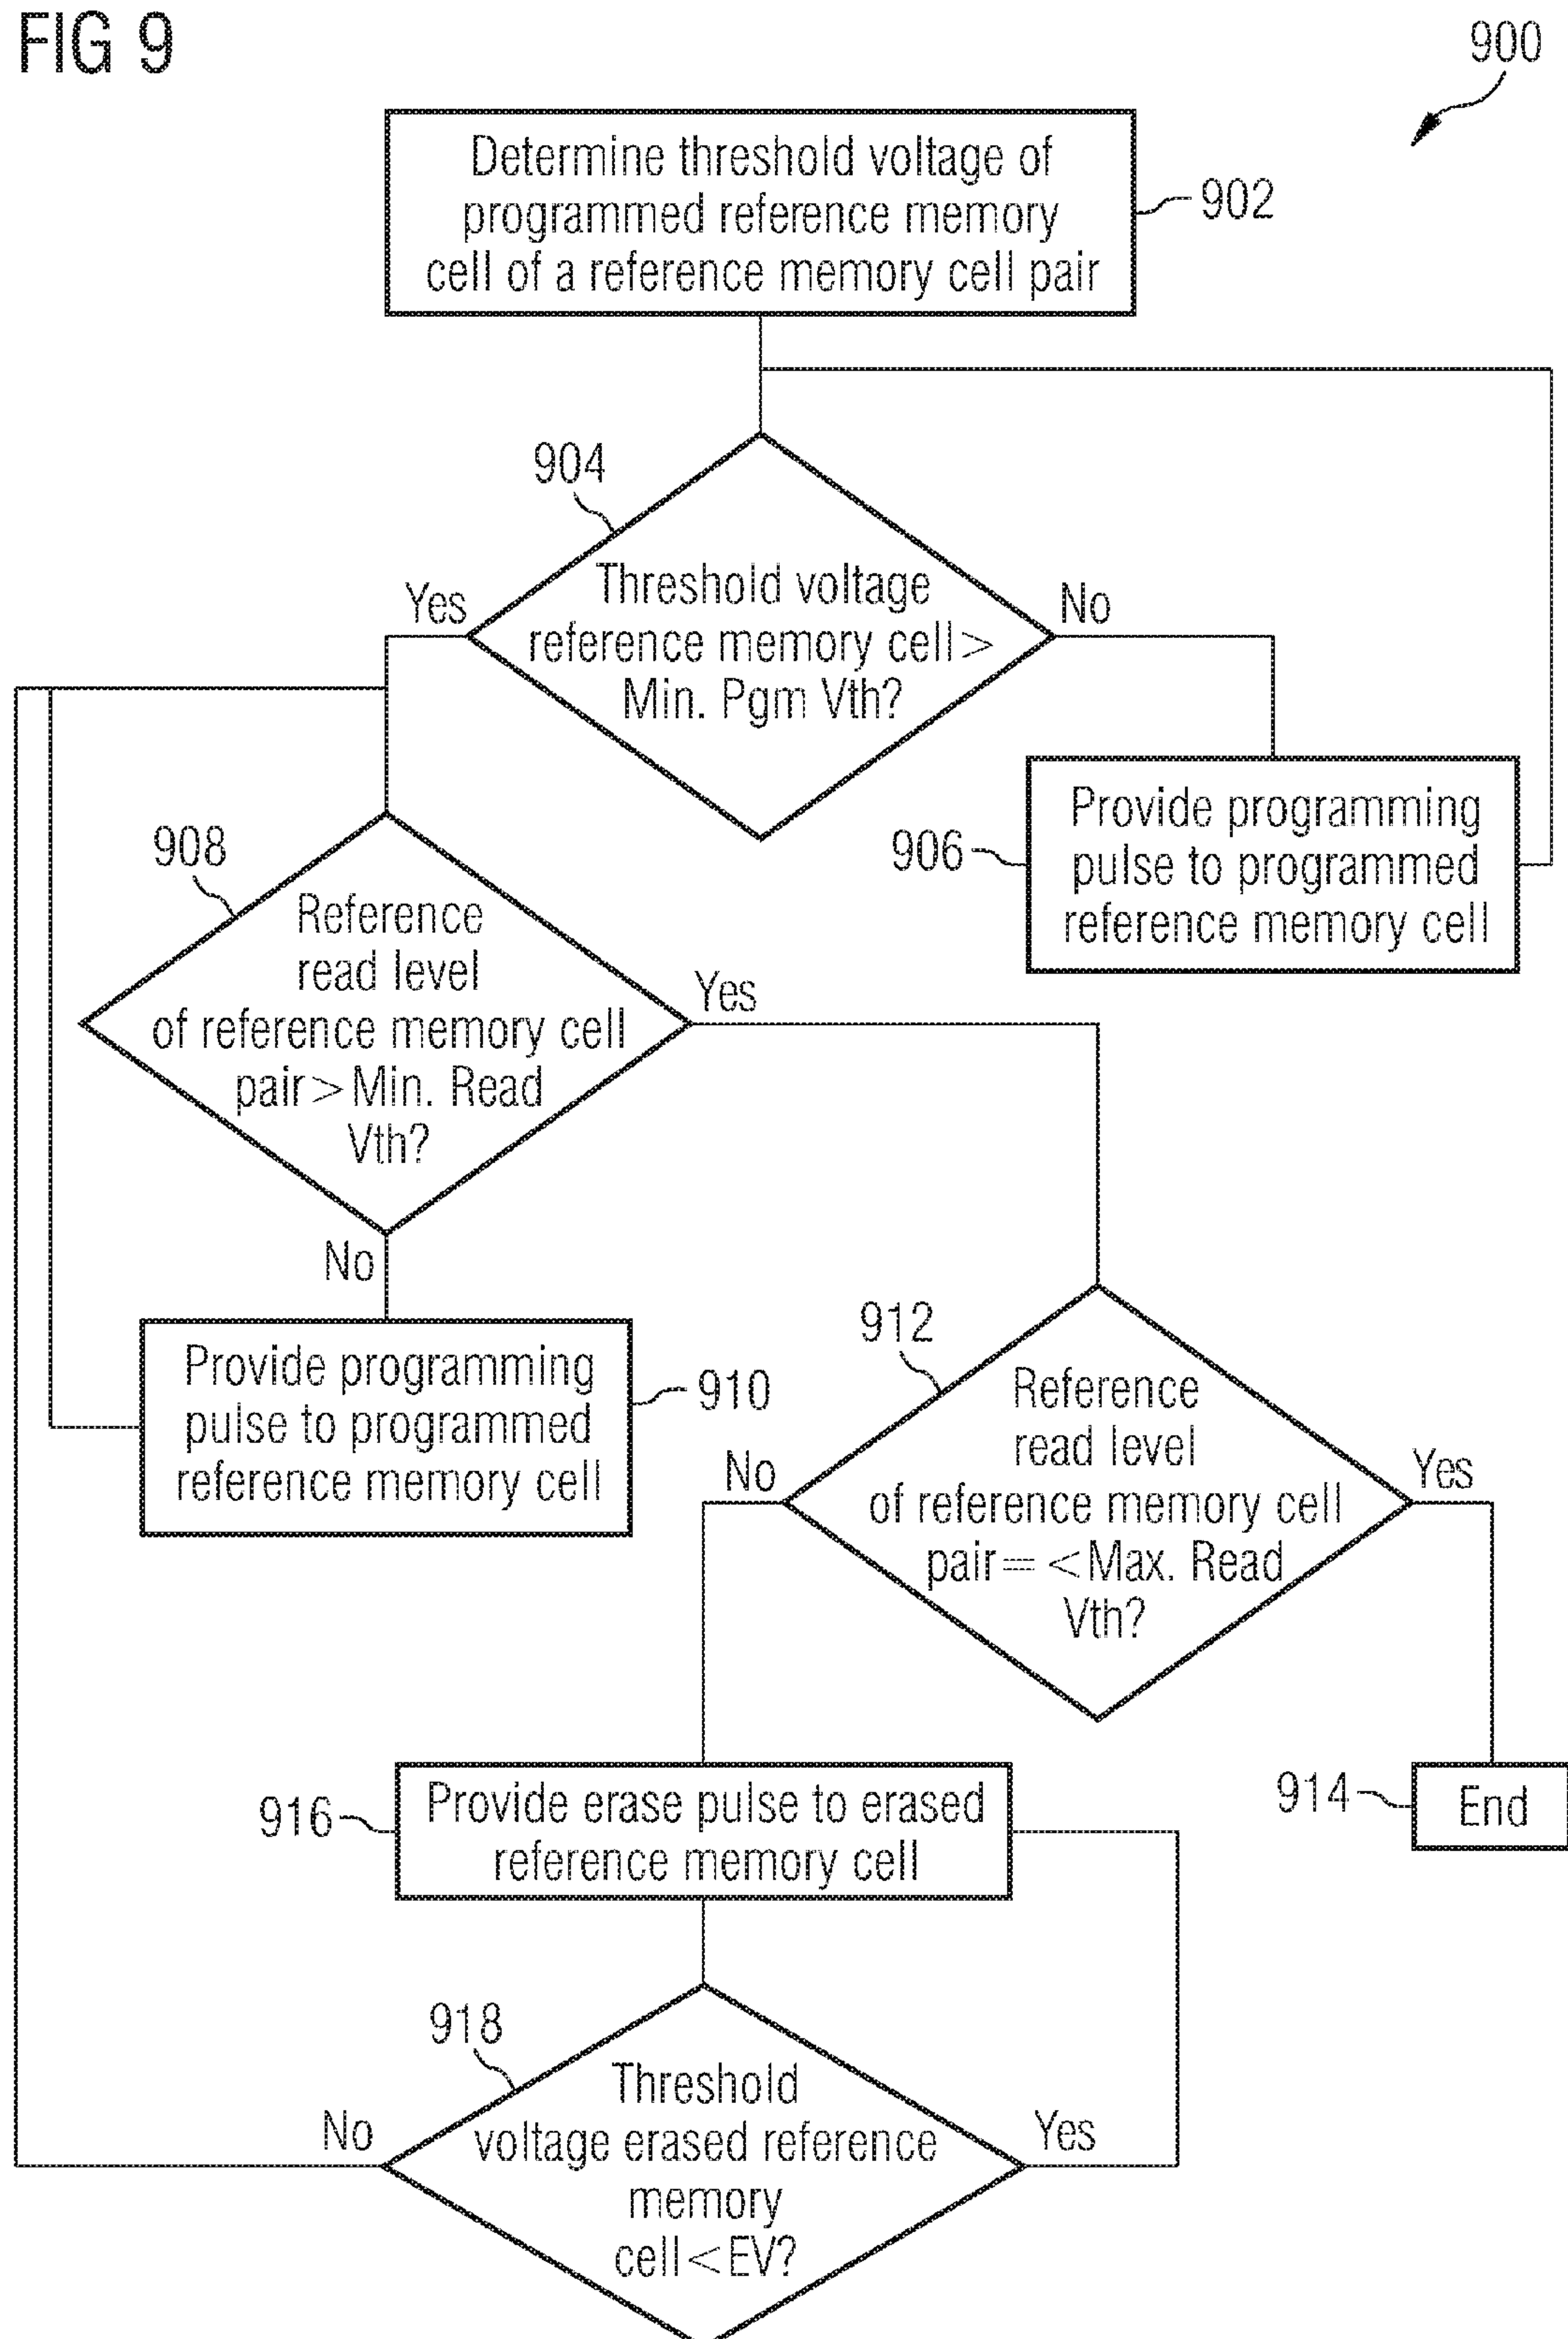 FIG 9
900
Determine threshold voltage of
programmed reference memory
cell of a reference memory cell pair
902
904
Yes
Threshold voltage
reference memory cell >
Min. Pgm Vth?
No
906
Provide programming
pulse to programmed
reference memory cell
908
Reference
read level
of reference memory cell
pair > Min. Read
Vth?
Yes
No
Provide programming
pulse to programmed
reference memory cell
910
912
Reference
read level
of reference memory cell
pair = < Max. Read
Vth?
No
Yes
916
Provide erase pulse to erased
reference memory cell
914
End
918
Threshold
voltage erased reference
memory
cell < EV?
No
Yes